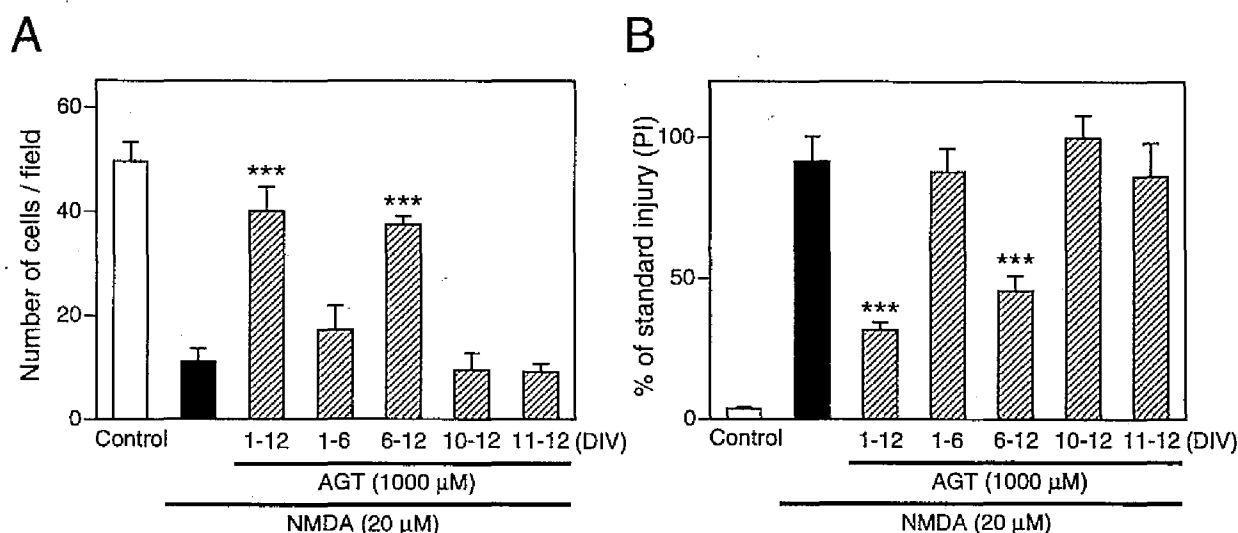 A
Number of cells / field
60
40
20
0
***
***
Control 1-12 1-6 6-12 10-12 11-12 (DIV)
AGT (1000 μM)
NMDA (20 μM)
B
% of standard injury (PI)
100
50
0
***
***
Control 1-12 1-6 6-12 10-12 11-12 (DIV)
AGT (1000 μM)
NMDA (20 μM)